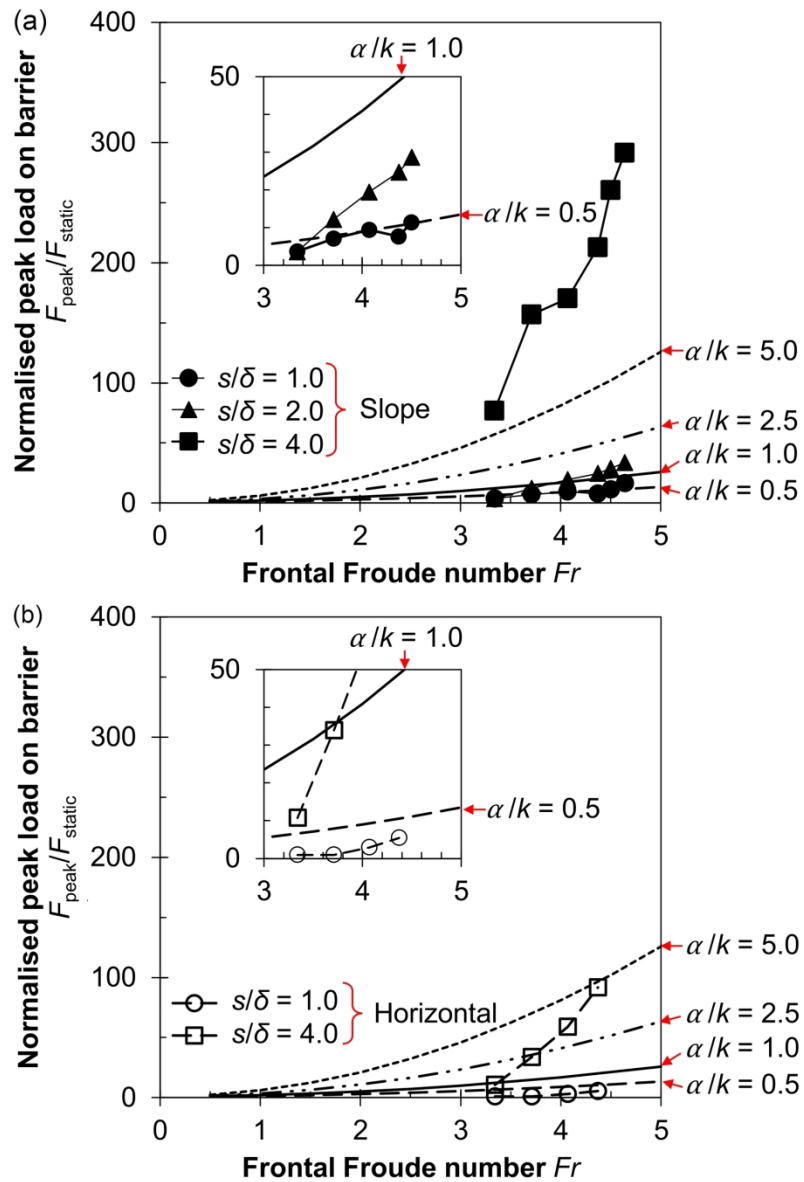 (a)
400
300
200
100
0
Normalised peak load on barrier
F_peak/F_static
α/k = 1.0
50
0
3 4 5
α/k = 0.5
s/δ = 1.0
s/δ = 2.0
s/δ = 4.0
Slope
α/k = 5.0
α/k = 2.5
α/k = 1.0
α/k = 0.5
0 1 2 3 4 5
Frontal Froude number Fr
(b)
400
300
200
100
0
Normalised peak load on barrier
F_peak/F_static
α/k = 1.0
50
0
3 4 5
α/k = 0.5
s/δ = 1.0
s/δ = 4.0
Horizontal
α/k = 5.0
α/k = 2.5
α/k = 1.0
α/k = 0.5
0 1 2 3 4 5
Frontal Froude number Fr